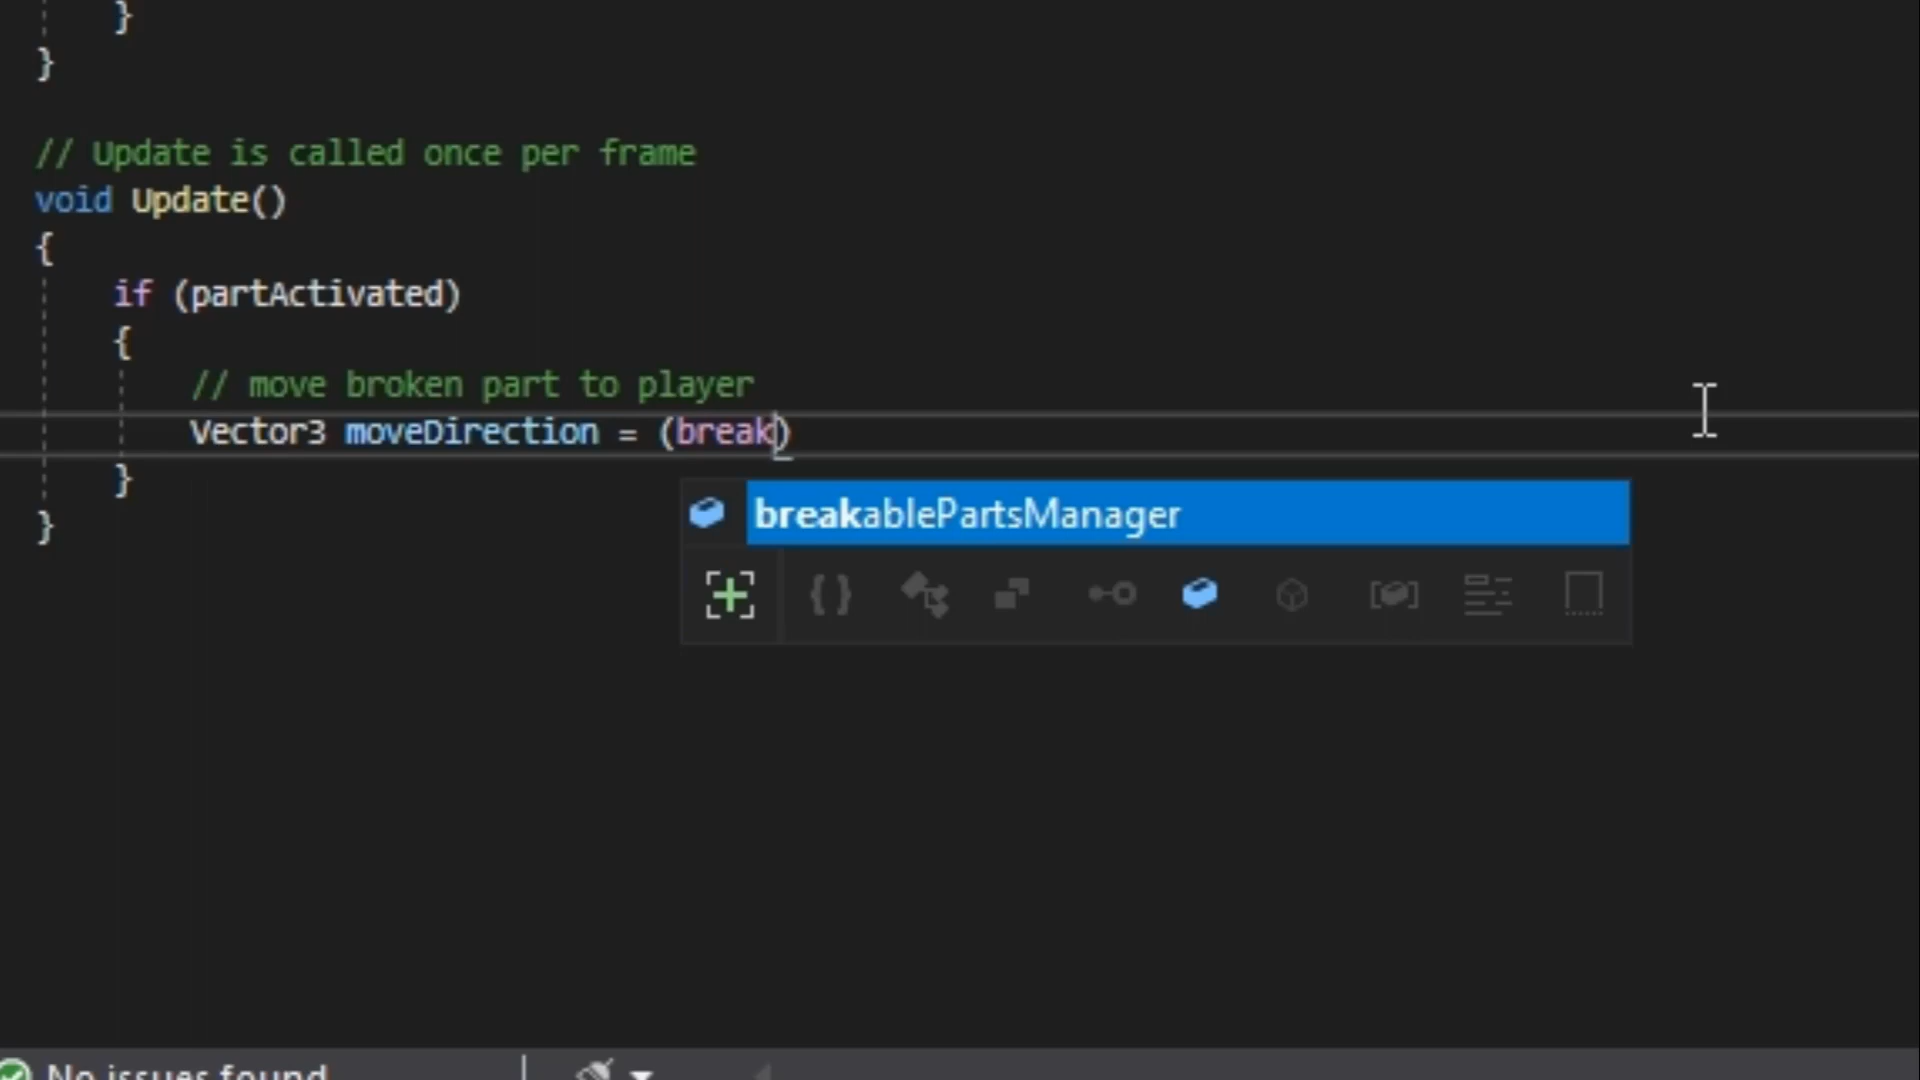 }
}
// Update is called once per frame
void Update()
{
if (partActivated)
{
// move broken part to player
Vector3 moveDirection = (break)
}
}
breakablePartsManager
No issues found